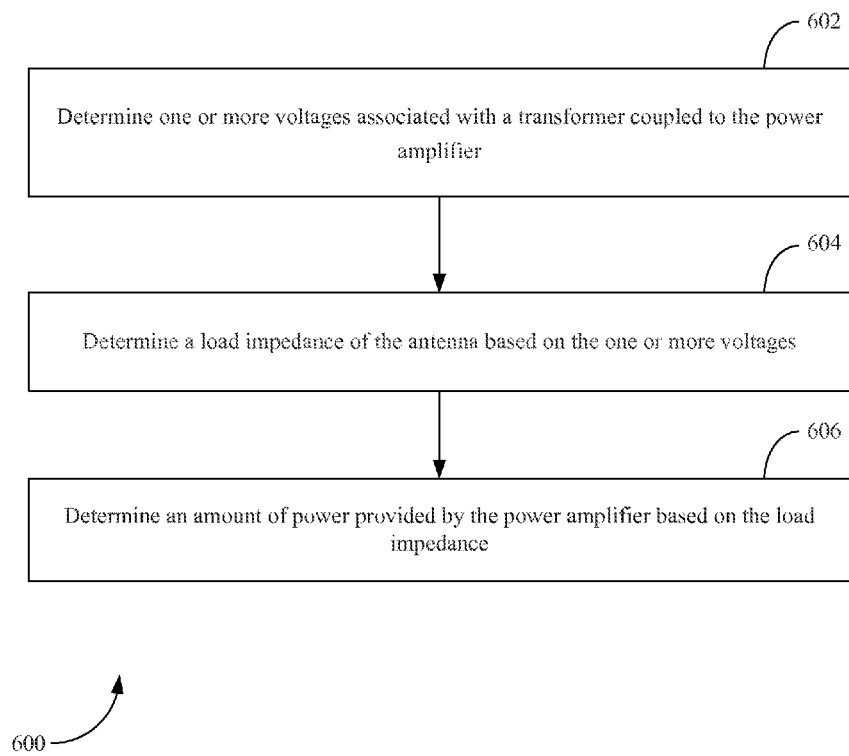 602
Determine one or more voltages associated with a transformer coupled to the power
amplifier
604
Determine a load impedance of the antenna based on the one or more voltages
606
Determine an amount of power provided by the power amplifier based on the load
impedance
600